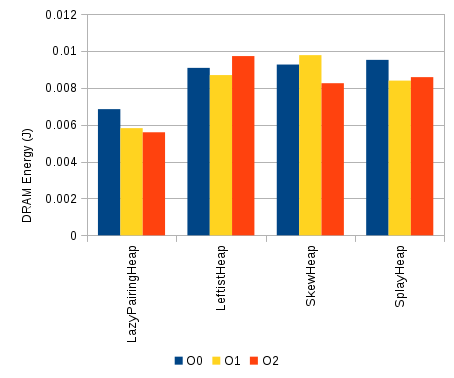 0.012
0.01
0.008
0.006
0.004
0.002
0
DRAM Energy (J)
LazyPairingHeap
LeftistHeap
SkewHeap
SplayHeap
O0 O1 O2